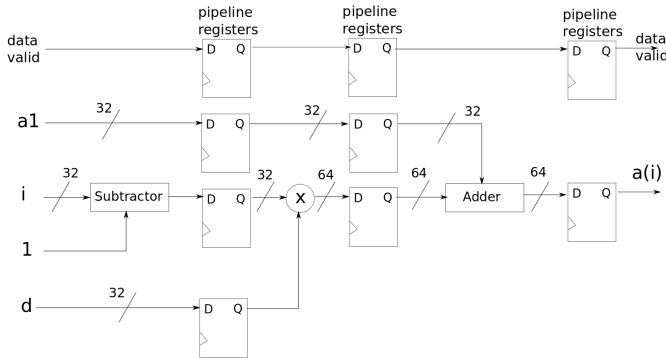 pipeline
registers
pipeline
registers
pipeline
registers
data
valid
D Q
D Q
D Q
data
valid
a1
32
D Q
32
D Q
32
i
32
Subtractor
D Q
32
X
64
D Q
64
Adder
64
D Q
a(i)
1
d
32
D Q